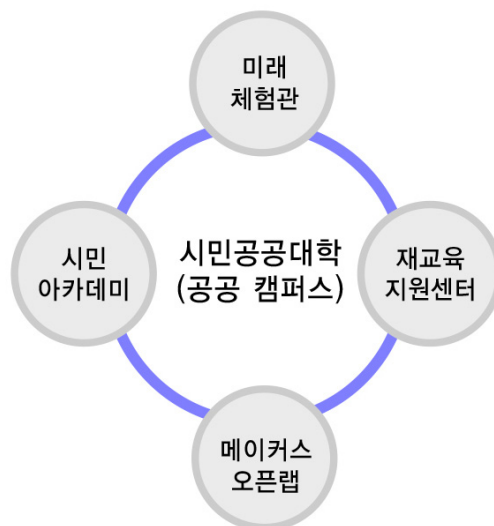 미래
체험관
시민
아카데미
시민공공대학
(공공 캠퍼스)
재교육
지원센터
메이커스
오픈랩